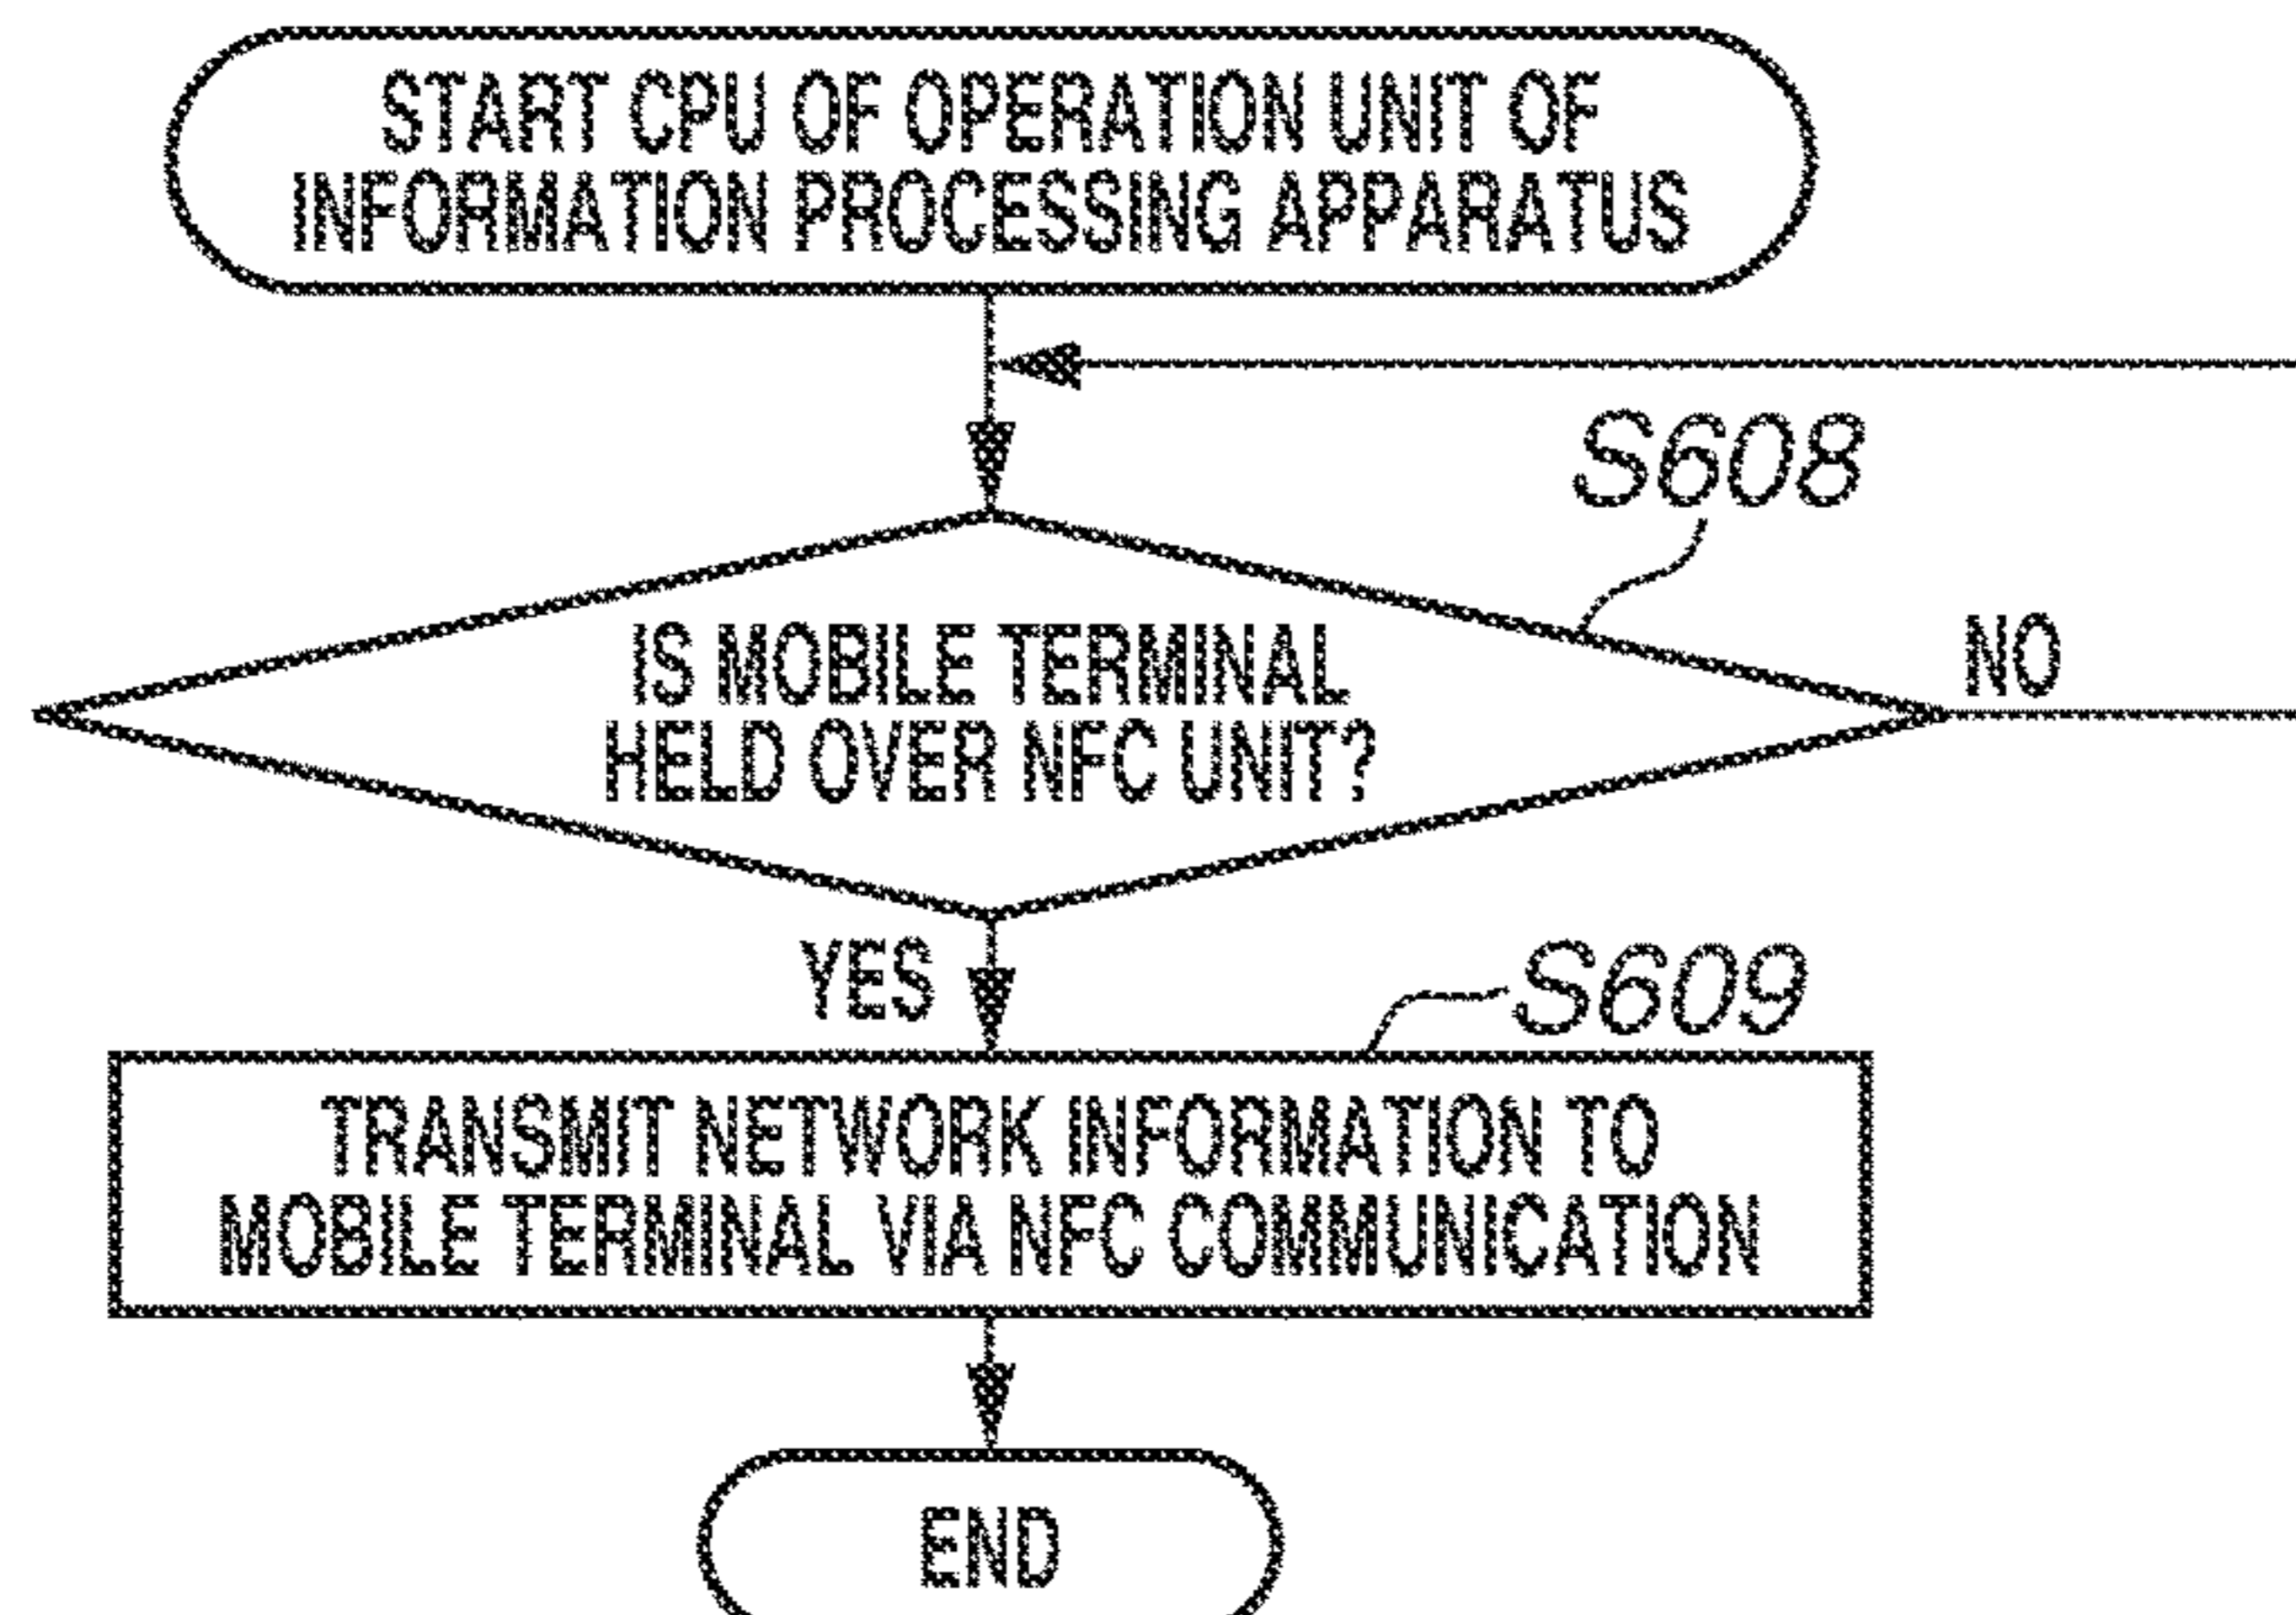 START CPU OF OPERATION UNIT OF
INFORMATION PROCESSING APPARATUS
S608
IS MOBILE TERMINAL
HELD OVER NFC UNIT?
NO
YES
S609
TRANSMIT NETWORK INFORMATION TO
MOBILE TERMINAL VIA NFC COMMUNICATION
END